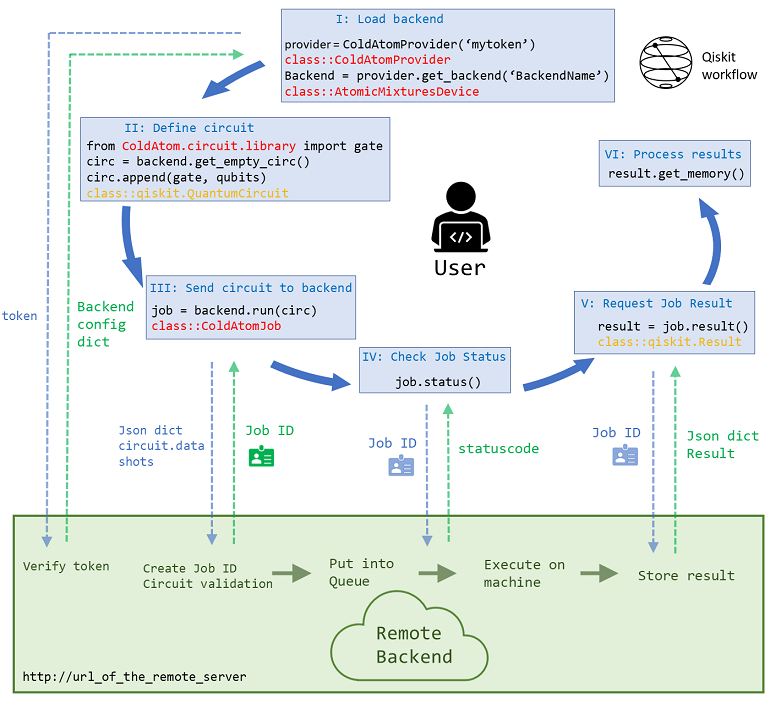 I: Load backend
provider = ColdAtomProvider(‘mytoken’)
class::ColdAtomProvider
Backend = provider.get_backend(‘BackendName’)
class::AtomicMixturesDevice
Qiskit
workflow
II: Define circuit
from ColdAtom.circuit.library import gate
circ = backend.get_empty_circ()
circ.append(gate, qubits)
class::qiskit.QuantumCircuit
VI: Process results
result.get_memory()
</>
User
III: Send circuit to backend
job = backend.run(circ)
class::ColdAtomJob
V: Request Job Result
result = job.result()
class::qiskit.Result
token
Backend
config
dict
IV: Check Job Status
job.status()
Json dict
circuit.data
shots
Job ID
Job ID
statuscode
Job ID
Json dict
Result
Verify token
Create Job ID
Circuit validation
Put into
Queue
Execute on
machine
Store result
Remote
Backend
http://url_of_the_remote_server